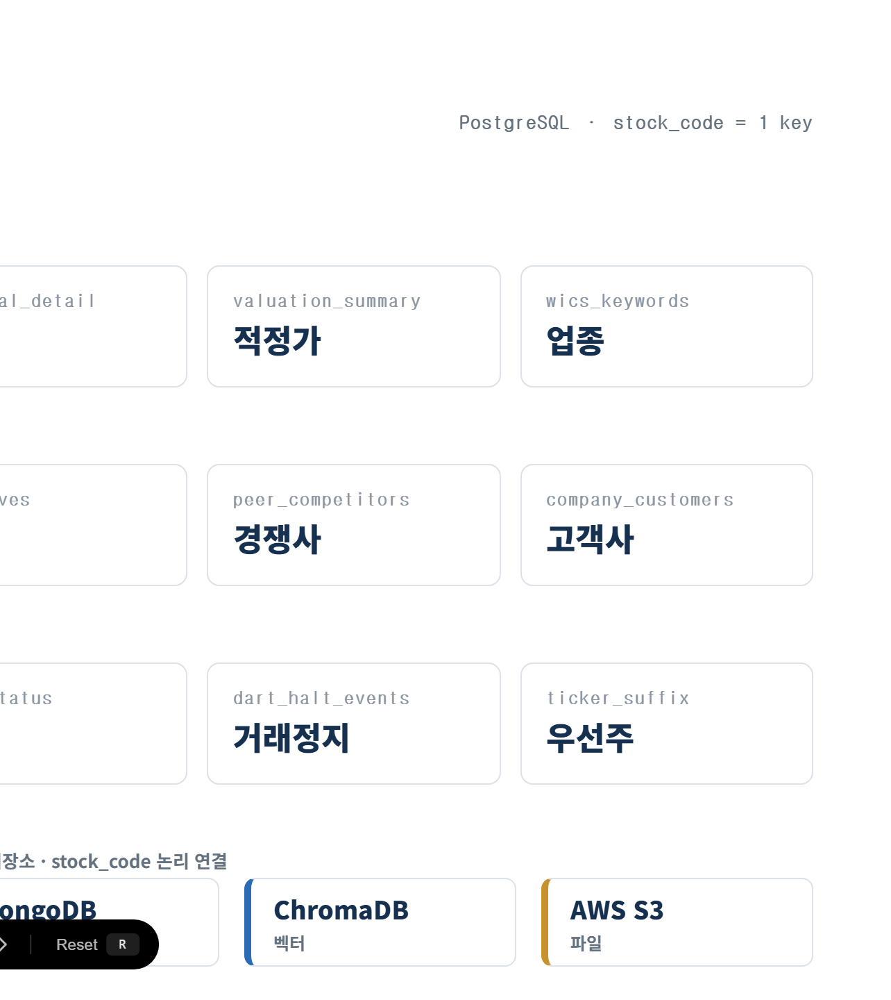 PostgreSQL · stock_code = 1 key
al_detail
valuation_summary
적정가
wics_keywords
업종
ves
peer_competitors
경쟁사
company_customers
고객사
tatus
dart_halt_events
거래정지
ticker_suffix
우선주
장소 · stock_code 논리 연결
ongoDB
ChromaDB
벡터
AWS S3
파일
Reset R